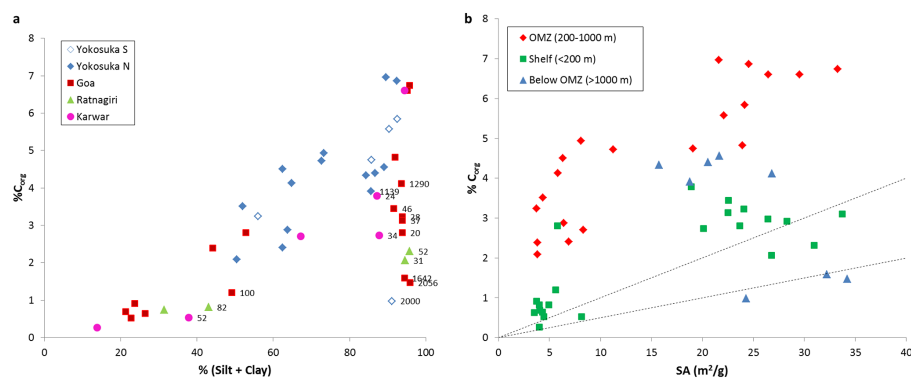 a
Yokosuka S
Yokosuka N
Goa
Ratnagiri
Karwar
%Corg
8
7
6
5
4
3
2
1
0
1290
1139
24
46
28
37
20
34
52
31
1642
2056
2000
100
82
52
0 20 40 60 80 100
% (Silt + Clay)
b
OMZ (200-1000 m)
Shelf (<200 m)
Below OMZ (>1000 m)
% Corg
8
7
6
5
4
3
2
1
0
0 5 10 15 20 25 30 35 40
SA (m²/g)